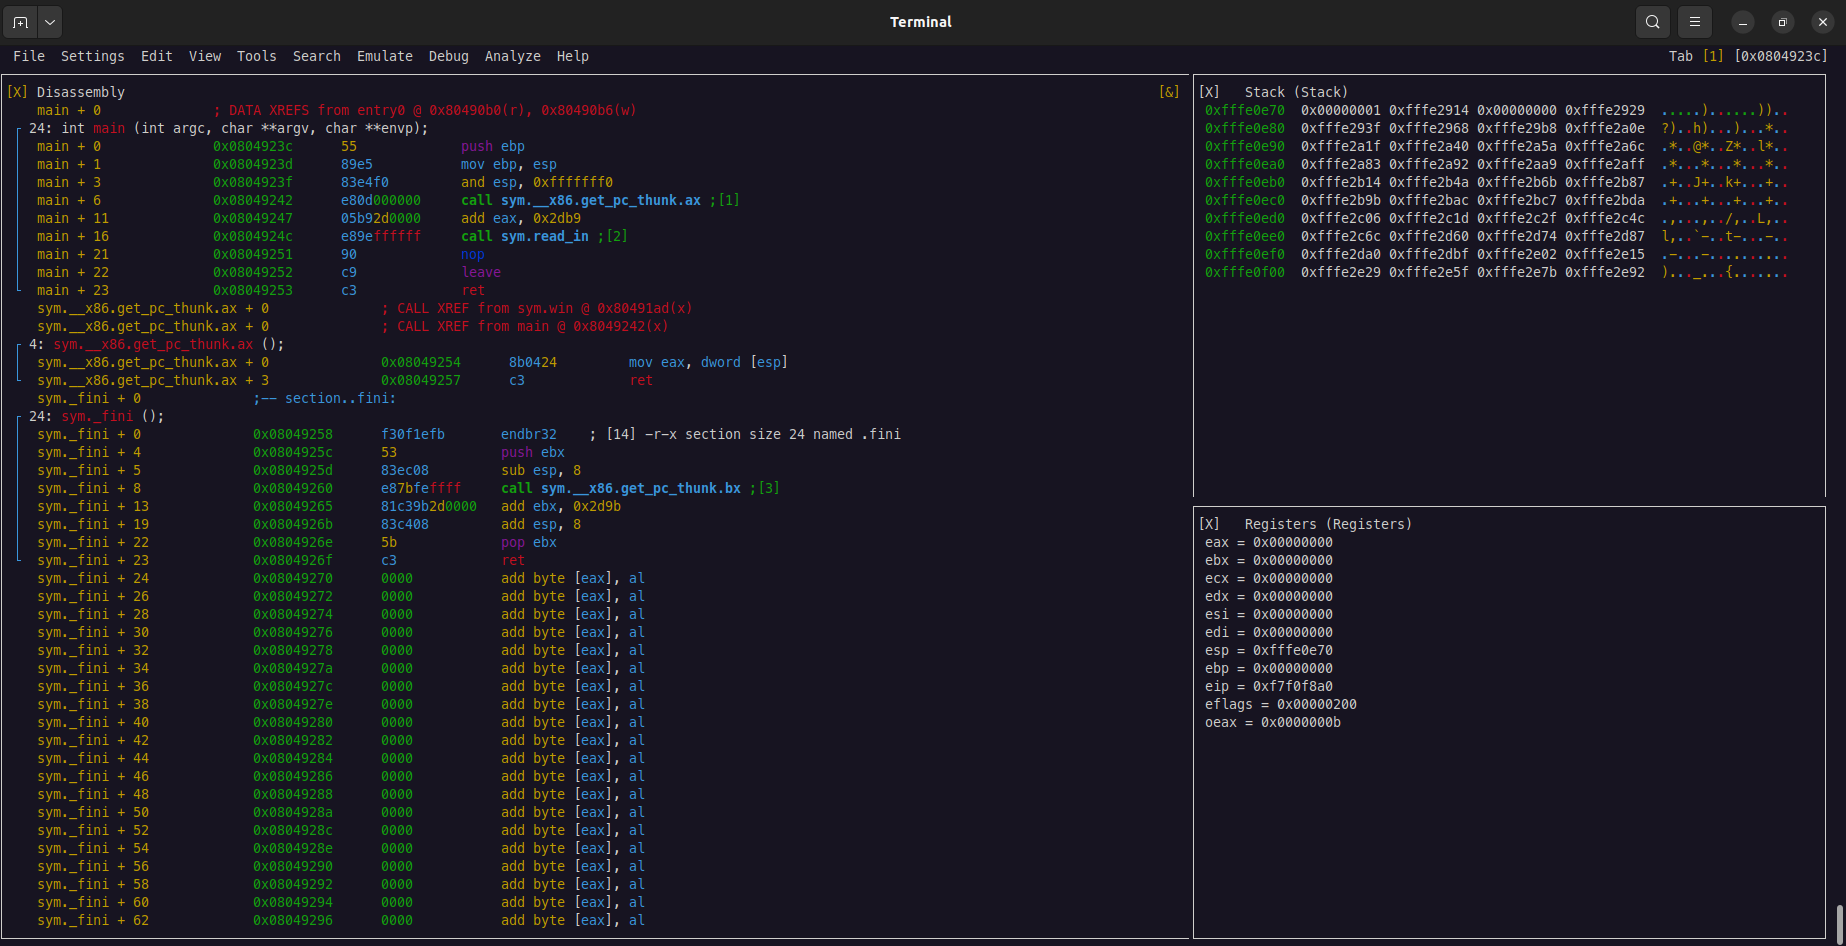 Terminal
File Settings Edit View Tools Search Emulate Debug Analyze Help Tab [1] [0x0804923c]
[X] Disassembly [&]
main + 0 ; DATA XREFS from entry0 @ 0x80490b0(r), 0x80490b6(w)
24: int main (int argc, char **argv, char **envp);
main + 0 0x0804923c 55 push ebp
main + 1 0x0804923d 89e5 mov ebp, esp
main + 3 0x0804923f 83e4f0 and esp, 0xfffffff0
main + 6 0x08049242 e80d000000 call sym.__x86.get_pc_thunk.ax ;[1]
main + 11 0x08049247 05b92d0000 add eax, 0x2db9
main + 16 0x0804924c e89effffff call sym.read_in ;[2]
main + 21 0x08049251 90 nop
main + 22 0x08049252 c9 leave
main + 23 0x08049253 c3 ret
sym.__x86.get_pc_thunk.ax + 0 ; CALL XREF from sym.win @ 0x80491ad(x)
sym.__x86.get_pc_thunk.ax + 0 ; CALL XREF from main @ 0x8049242(x)
4: sym.__x86.get_pc_thunk.ax ();
sym.__x86.get_pc_thunk.ax + 0 0x08049254 8b0424 mov eax, dword [esp]
sym.__x86.get_pc_thunk.ax + 3 0x08049257 c3 ret
sym._fini + 0 ;-- section..fini:
24: sym._fini ();
sym._fini + 0 0x08049258 f30f1efb endbr32 ; [14] -r-x section size 24 named .fini
sym._fini + 4 0x0804925c 53 push ebx
sym._fini + 5 0x0804925d 83ec08 sub esp, 8
sym._fini + 8 0x08049260 e87bfeffff call sym.__x86.get_pc_thunk.bx ;[3]
sym._fini + 13 0x08049265 81c39b2d0000 add ebx, 0x2d9b
sym._fini + 19 0x0804926b 83c408 add esp, 8
sym._fini + 22 0x0804926e 5b pop ebx
sym._fini + 23 0x0804926f c3 ret
sym._fini + 24 0x08049270 0000 add byte [eax], al
sym._fini + 26 0x08049272 0000 add byte [eax], al
sym._fini + 28 0x08049274 0000 add byte [eax], al
sym._fini + 30 0x08049276 0000 add byte [eax], al
sym._fini + 32 0x08049278 0000 add byte [eax], al
sym._fini + 34 0x0804927a 0000 add byte [eax], al
sym._fini + 36 0x0804927c 0000 add byte [eax], al
sym._fini + 38 0x0804927e 0000 add byte [eax], al
sym._fini + 40 0x08049280 0000 add byte [eax], al
sym._fini + 42 0x08049282 0000 add byte [eax], al
sym._fini + 44 0x08049284 0000 add byte [eax], al
sym._fini + 46 0x08049286 0000 add byte [eax], al
sym._fini + 48 0x08049288 0000 add byte [eax], al
sym._fini + 50 0x0804928a 0000 add byte [eax], al
sym._fini + 52 0x0804928c 0000 add byte [eax], al
sym._fini + 54 0x0804928e 0000 add byte [eax], al
sym._fini + 56 0x08049290 0000 add byte [eax], al
sym._fini + 58 0x08049292 0000 add byte [eax], al
sym._fini + 60 0x08049294 0000 add byte [eax], al
sym._fini + 62 0x08049296 0000 add byte [eax], al
[X] Stack (Stack)
0xfffe0e70 0x00000001 0xfffe2914 0x00000000 0xfffe2929 .....)......))..
0xfffe0e80 0xfffe293f 0xfffe2968 0xfffe29b8 0xfffe2a0e ?)..h)...)...*..
0xfffe0e90 0xfffe2a1f 0xfffe2a40 0xfffe2a5a 0xfffe2a6c .*..@*..Z*..l*..
0xfffe0ea0 0xfffe2a83 0xfffe2a92 0xfffe2aa9 0xfffe2aff .*...*...*...*..
0xfffe0eb0 0xfffe2b14 0xfffe2b4a 0xfffe2b6b 0xfffe2b87 .+..J+..k+...+..
0xfffe0ec0 0xfffe2b9b 0xfffe2bac 0xfffe2bc7 0xfffe2bda .+...+...+...+..
0xfffe0ed0 0xfffe2c06 0xfffe2c1d 0xfffe2c2f 0xfffe2c4c .,...,../,..L,..
0xfffe0ee0 0xfffe2c6c 0xfffe2d60 0xfffe2d74 0xfffe2d87 l,..`-..t-...-..
0xfffe0ef0 0xfffe2da0 0xfffe2dbf 0xfffe2e02 0xfffe2e15 .-...-..........
0xfffe0f00 0xfffe2e29 0xfffe2e5f 0xfffe2e7b 0xfffe2e92 )..._...{.......
[X] Registers (Registers)
eax = 0x00000000
ebx = 0x00000000
ecx = 0x00000000
edx = 0x00000000
esi = 0x00000000
edi = 0x00000000
esp = 0xfffe0e70
ebp = 0x00000000
eip = 0xf7f0f8a0
eflags = 0x00000200
oeax = 0x0000000b